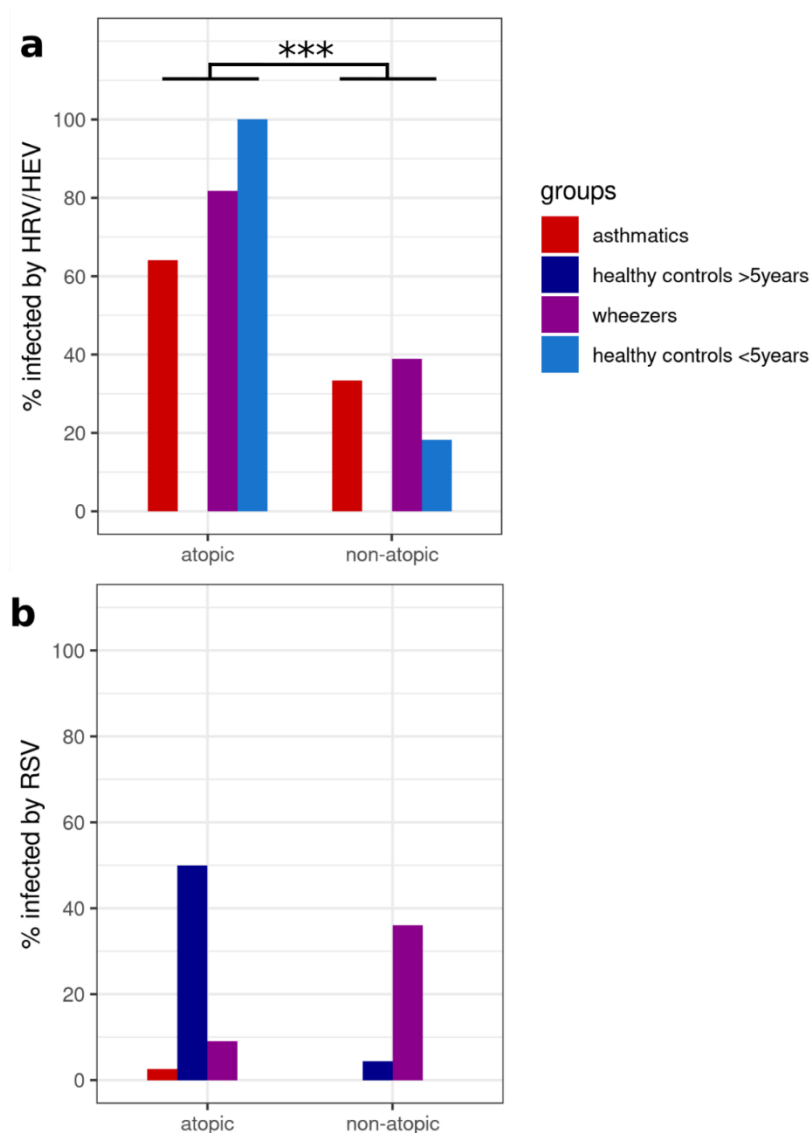 a
***
100
80
60
40
20
0
% infected by HRV/HEV
atopic non-atopic
groups
asthmatics
healthy controls >5years
wheezers
healthy controls <5years
b
100
80
60
40
20
0
% infected by RSV
atopic non-atopic